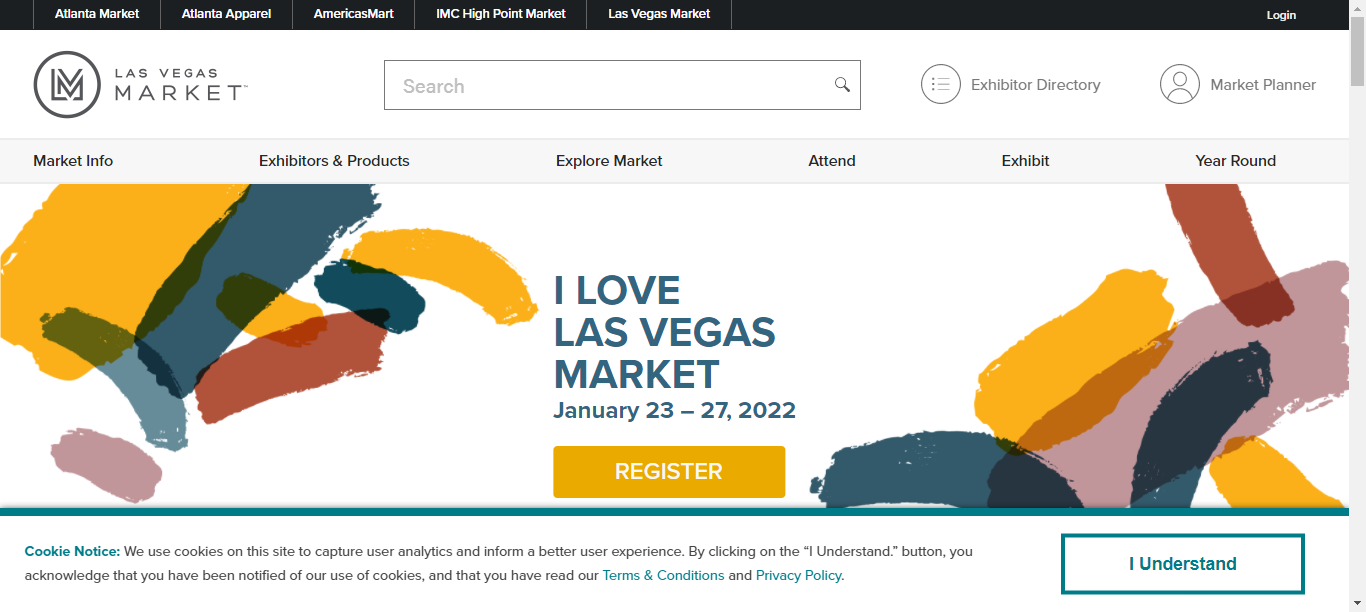 Atlanta Market
Atlanta Apparel
AmericasMart
IMC High Point Market
Las Vegas Market
Login
LAS VEGAS
MARKET™
Search
Exhibitor Directory
Market Planner
Market Info
Exhibitors & Products
Explore Market
Attend
Exhibit
Year Round
I LOVE
LAS VEGAS
MARKET
January 23 – 27, 2022
REGISTER
Cookie Notice: We use cookies on this site to capture user analytics and inform a better user experience. By clicking on the “I Understand.” button, you
acknowledge that you have been notified of our use of cookies, and that you have read our Terms & Conditions and Privacy Policy.
I Understand